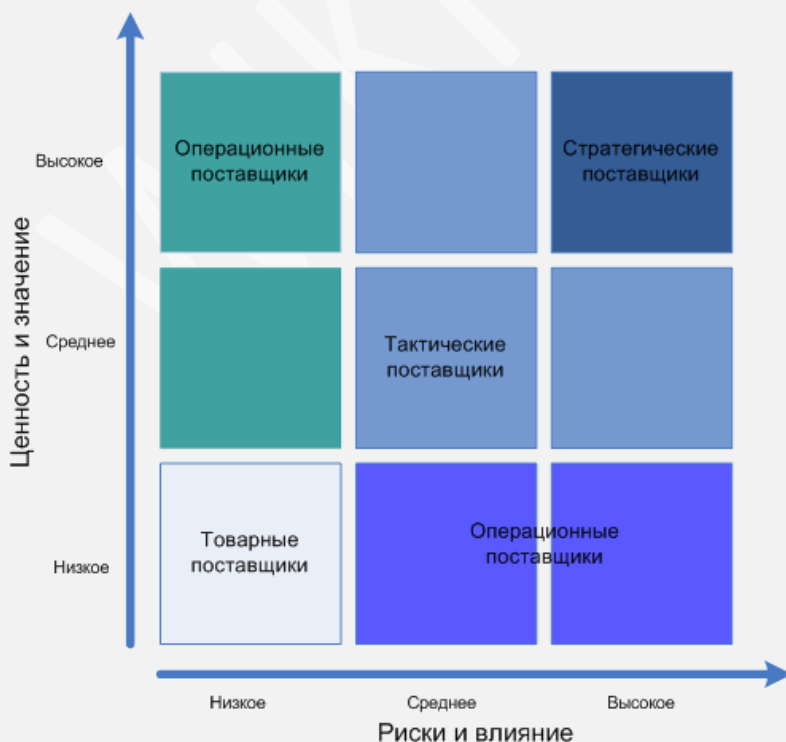 Операционные
поставщики
Стратегические
поставщики
Высокое
Ценность и значение
Среднее
Тактические
поставщики
Товарные
поставщики
Операционные
поставщики
Низкое
Низкое
Среднее
Высокое
Риски и влияние